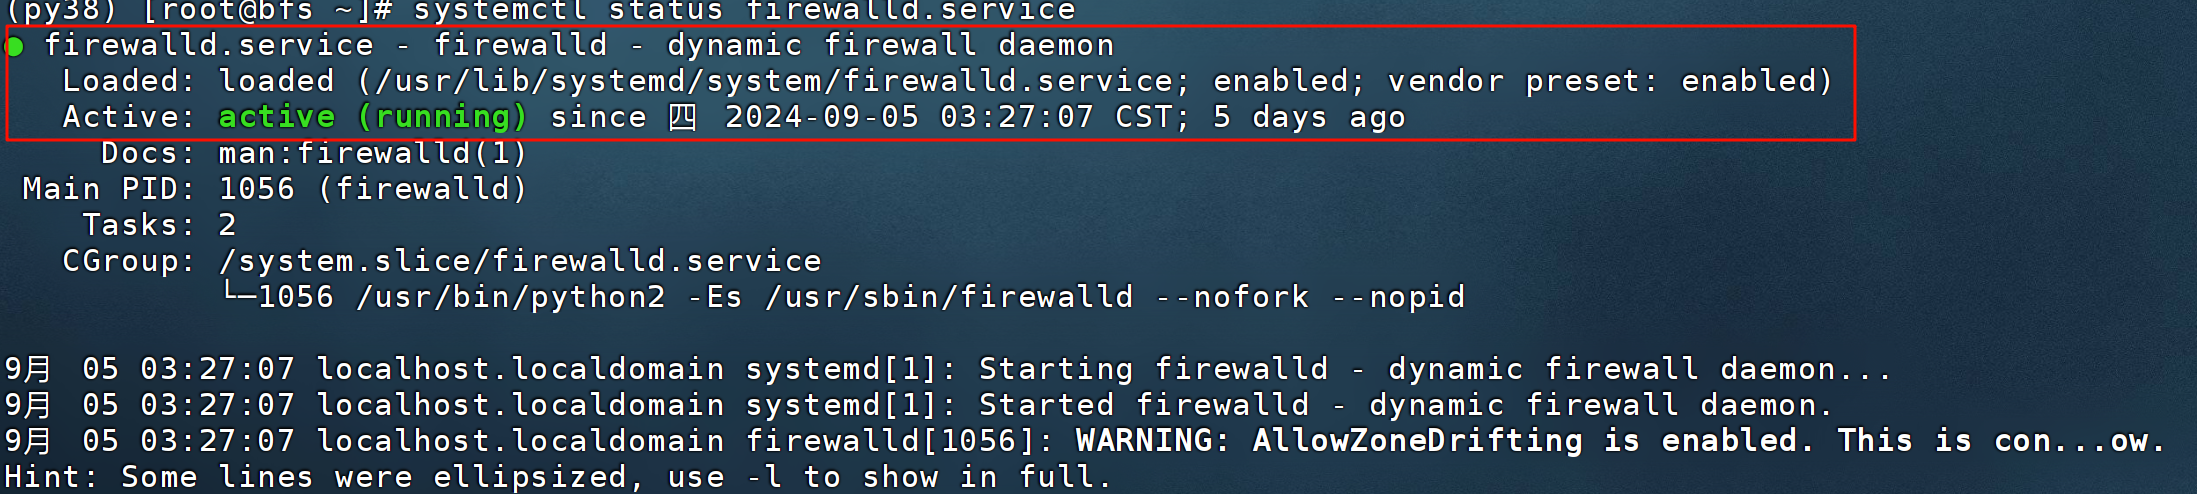 (py38) [root@bfs ~]# systemctl status firewalld.service
● firewalld.service - firewalld - dynamic firewall daemon
Loaded: loaded (/usr/lib/systemd/system/firewalld.service; enabled; vendor preset: enabled)
Active: active (running) since 四 2024-09-05 03:27:07 CST; 5 days ago
Docs: man:firewalld(1)
Main PID: 1056 (firewalld)
Tasks: 2
CGroup: /system.slice/firewalld.service
└─1056 /usr/bin/python2 -Es /usr/sbin/firewalld --nofork --nopid
9月 05 03:27:07 localhost.localdomain systemd[1]: Starting firewalld - dynamic firewall daemon...
9月 05 03:27:07 localhost.localdomain systemd[1]: Started firewalld - dynamic firewall daemon.
9月 05 03:27:07 localhost.localdomain firewalld[1056]: WARNING: AllowZoneDrifting is enabled. This is con...ow.
Hint: Some lines were ellipsized, use -l to show in full.